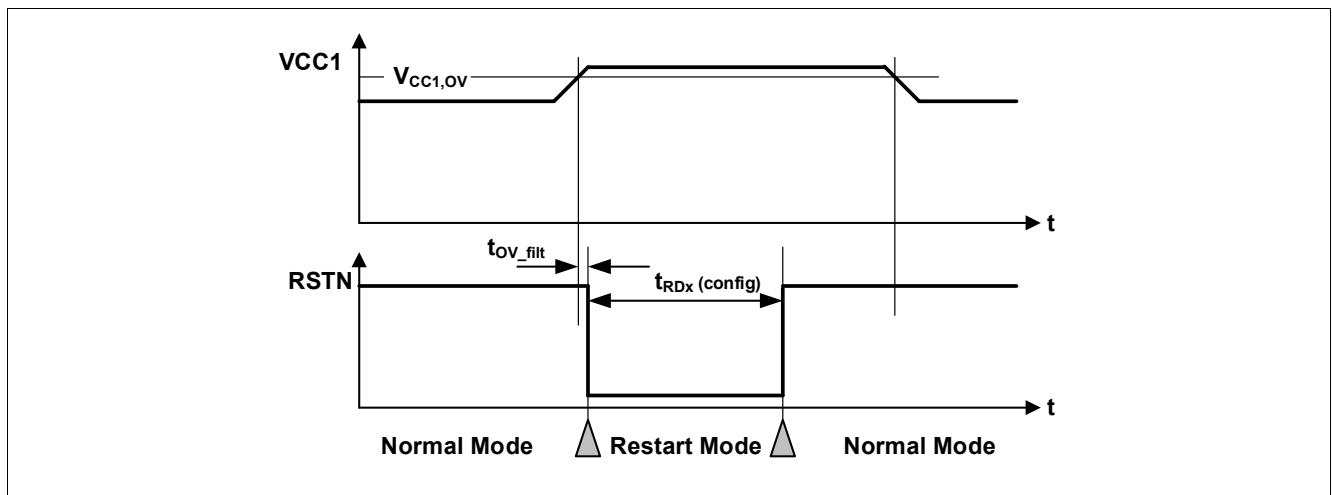 VCC1
VCC1,OV
t
tOV_filt
RSTN
tRDx (config)
t
Normal Mode
Restart Mode
Normal Mode